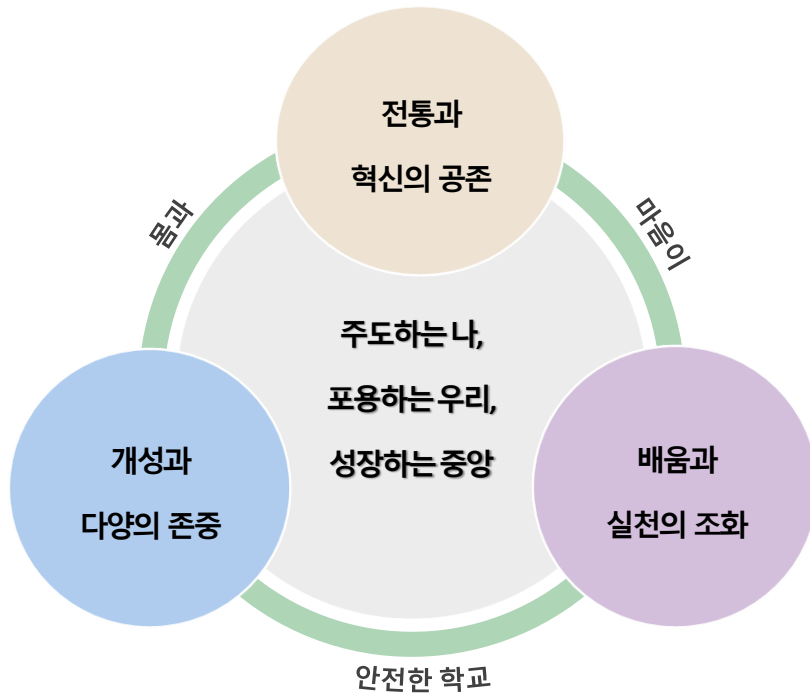 전통과
혁신의 공존
몸과
마음이
주도하는 나,
포용하는 우리,
성장하는 중앙
개성과
다양의 존중
배움과
실천의 조화
안전한 학교